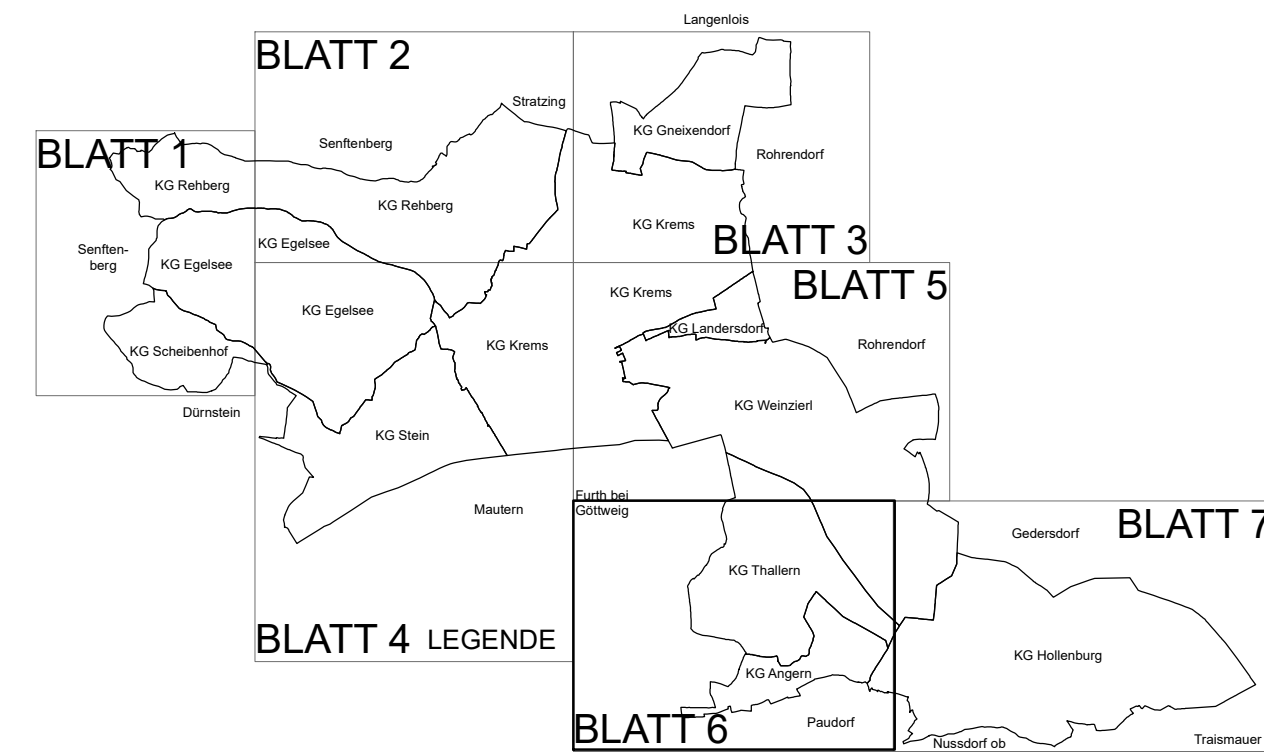 Langenlois
BLATT 2
Stratzing
KG Gneixendorf
Senftenberg
Rohrendorf
BLATT 1
KG Rehberg
KG Rehberg
KG Krems
BLATT 3
KG Egelsee
Senften-
berg
KG Egelsee
BLATT 5
KG Krems
KG Egelsee
KG Landersdorf
Rohrendorf
KG Krems
KG Scheibenhof
Dürnstein
KG Weinzierl
KG Stein
Furth bei
Göttweig
Mautern
Gedersdorf
BLATT 7
KG Thallern
BLATT 4
LEGENDE
KG Hollenburg
KG Angern
BLATT 6
Paudorf
Nussdorf ob
Traismauer